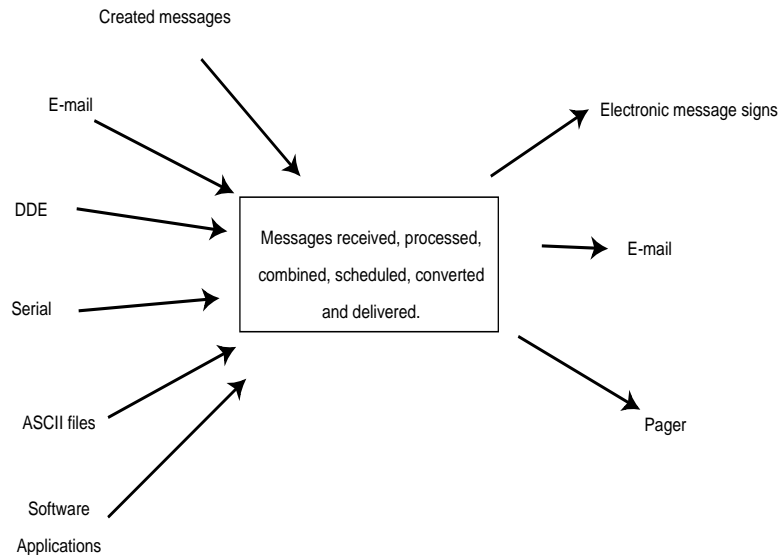 Created messages
E-mail
Electronic message signs
DDE
Messages received, processed,
combined, scheduled, converted
and delivered.
E-mail
Serial
ASCII files
Pager
Software
Applications